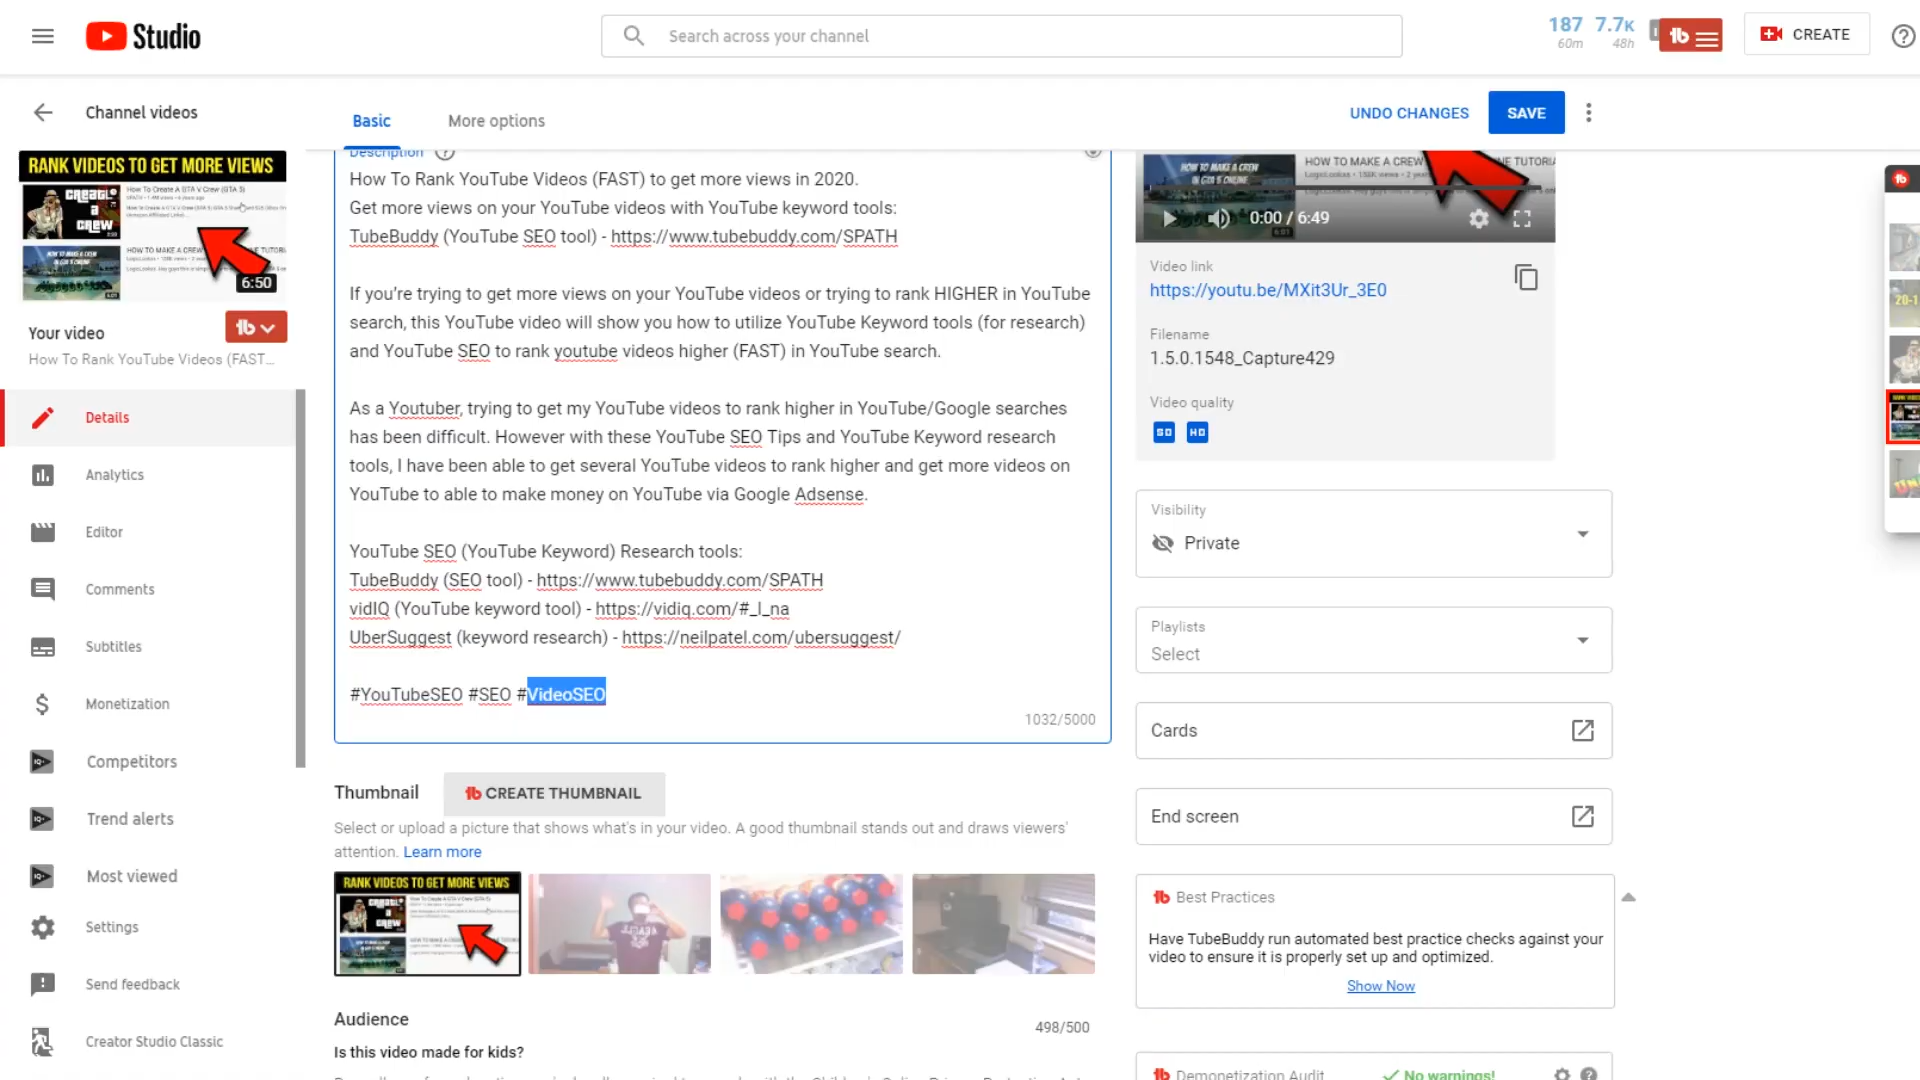 Studio
Search across your channel
187 7.7K
60m 48h
CREATE
Channel videos
Basic
More options
UNDO CHANGES
SAVE
RANK VIDEOS TO GET MORE VIEWS
CREATE
a
CREW
How To Create A GTA V Crew (GTA 5)
6:50
Your video
How To Rank YouTube Videos (FAST...
Details
Analytics
Editor
Comments
Subtitles
Monetization
Competitors
Trend alerts
Most viewed
Settings
Send feedback
Creator Studio Classic
Description
How To Rank YouTube Videos (FAST) to get more views in 2020.
Get more views on your YouTube videos with YouTube keyword tools:
TubeBuddy (YouTube SEO tool) - https://www.tubebuddy.com/SPATH
If you're trying to get more views on your YouTube videos or trying to rank HIGHER in YouTube
search, this YouTube video will show you how to utilize YouTube Keyword tools (for research)
and YouTube SEO to rank youtube videos higher (FAST) in YouTube search.
As a Youtuber, trying to get my YouTube videos to rank higher in YouTube/Google searches
has been difficult. However with these YouTube SEO Tips and YouTube Keyword research
tools, I have been able to get several YouTube videos to rank higher and get more videos on
YouTube to able to make money on YouTube via Google Adsense.
YouTube SEO (YouTube Keyword) Research tools:
TubeBuddy (SEO tool) - https://www.tubebuddy.com/SPATH
vidIQ (YouTube keyword tool) - https://vidiq.com/#_l_na
UberSuggest (keyword research) - https://neilpatel.com/ubersuggest/
#YouTubeSEO #SEO #VideoSEO
1032/5000
Thumbnail
CREATE THUMBNAIL
Select or upload a picture that shows what's in your video. A good thumbnail stands out and draws viewers'
attention. Learn more
RANK VIDEOS TO GET MORE VIEWS
Audience
498/500
Is this video made for kids?
HOW TO MAKE A CREW
0:00 / 6:49
Video link
https://youtu.be/MXit3Ur_3E0
Filename
1.5.0.1548_Capture429
Video quality
SD HD
Visibility
Private
Playlists
Select
Cards
End screen
Best Practices
Have TubeBuddy run automated best practice checks against your
video to ensure it is properly set up and optimized.
Show Now
Demonetization Audit
No warnings!